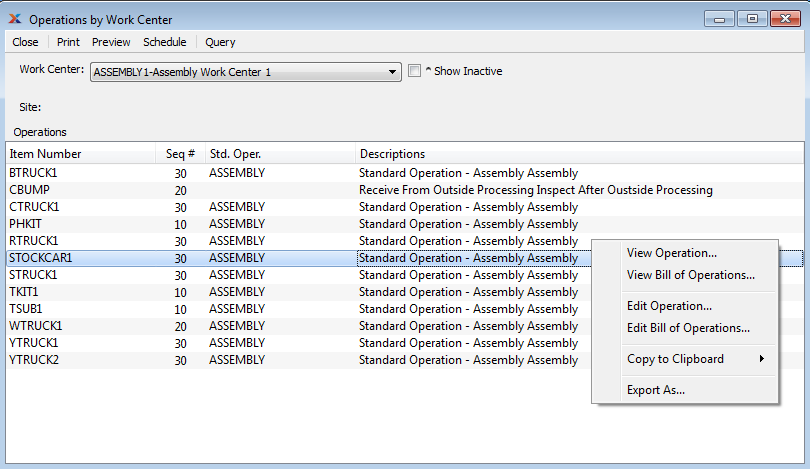 Operations by Work Center
Close Print Preview Schedule Query
Work Center: ASSEMBLY1-Assembly Work Center 1 ^ Show Inactive
Site:
Operations
Item Number Seq # Std. Oper. Descriptions
BTRUCK1 30 ASSEMBLY Standard Operation - Assembly Assembly
CBUMP 20 Receive From Outside Processing Inspect After Oustside Processing
CTRUCK1 30 ASSEMBLY Standard Operation - Assembly Assembly
PHKIT 10 ASSEMBLY Standard Operation - Assembly Assembly
RTRUCK1 30 ASSEMBLY Standard Operation - Assembly Assembly
STOCKCAR1 30 ASSEMBLY Standard Operation - Assembly Assembly
STRUCK1 30 ASSEMBLY Standard Operation - Assembly Assembly
TKIT1 10 ASSEMBLY Standard Operation - Assembly Assembly
TSUB1 10 ASSEMBLY Standard Operation - Assembly Assembly
WTRUCK1 20 ASSEMBLY Standard Operation - Assembly Assembly
YTRUCK1 30 ASSEMBLY Standard Operation - Assembly Assembly
YTRUCK2 30 ASSEMBLY Standard Operation - Assembly Assembly
View Operation...
View Bill of Operations...
Edit Operation...
Edit Bill of Operations...
Copy to Clipboard
Export As...